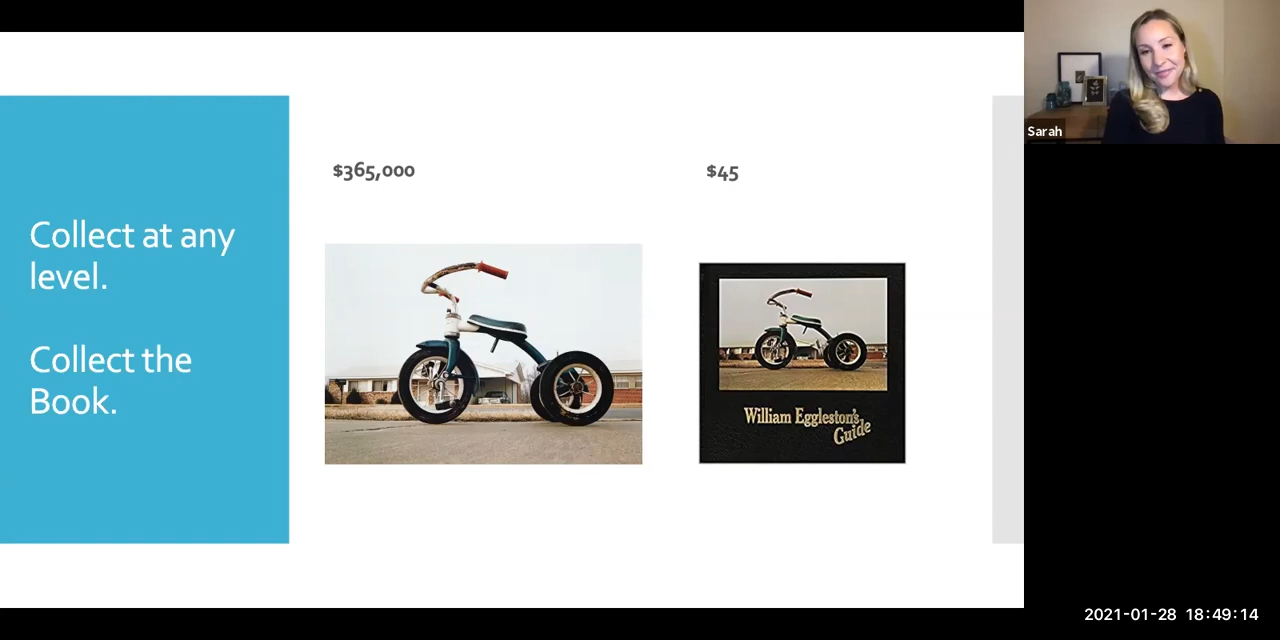 Collect at any
level.
Collect the
Book.
$365,000
$45
William Eggleston's
Guide
Sarah
2021-01-28 18:49:14